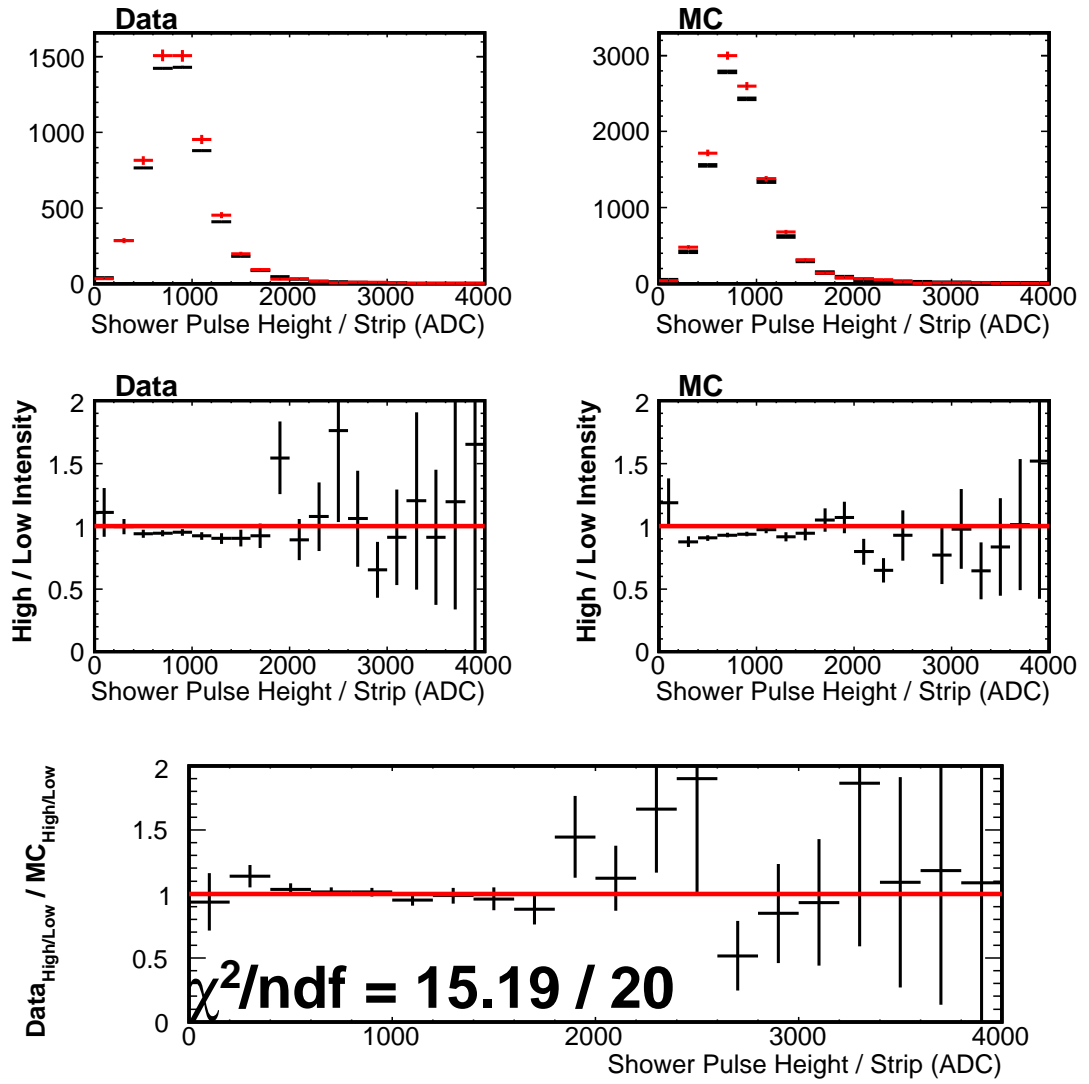 Data
MC
1500
1000
500
0
0 1000 2000 3000 4000
Shower Pulse Height / Strip (ADC)
3000
2000
1000
0
0 1000 2000 3000 4000
Shower Pulse Height / Strip (ADC)
Data
MC
High / Low Intensity
2
1.5
1
0.5
0
0 1000 2000 3000 4000
Shower Pulse Height / Strip (ADC)
High / Low Intensity
2
1.5
1
0.5
0
0 1000 2000 3000 4000
Shower Pulse Height / Strip (ADC)
Data_High/Low / MC_High/Low
2
1.5
1
0.5
0
χ²/ndf = 15.19 / 20
0 1000 2000 3000 4000
Shower Pulse Height / Strip (ADC)